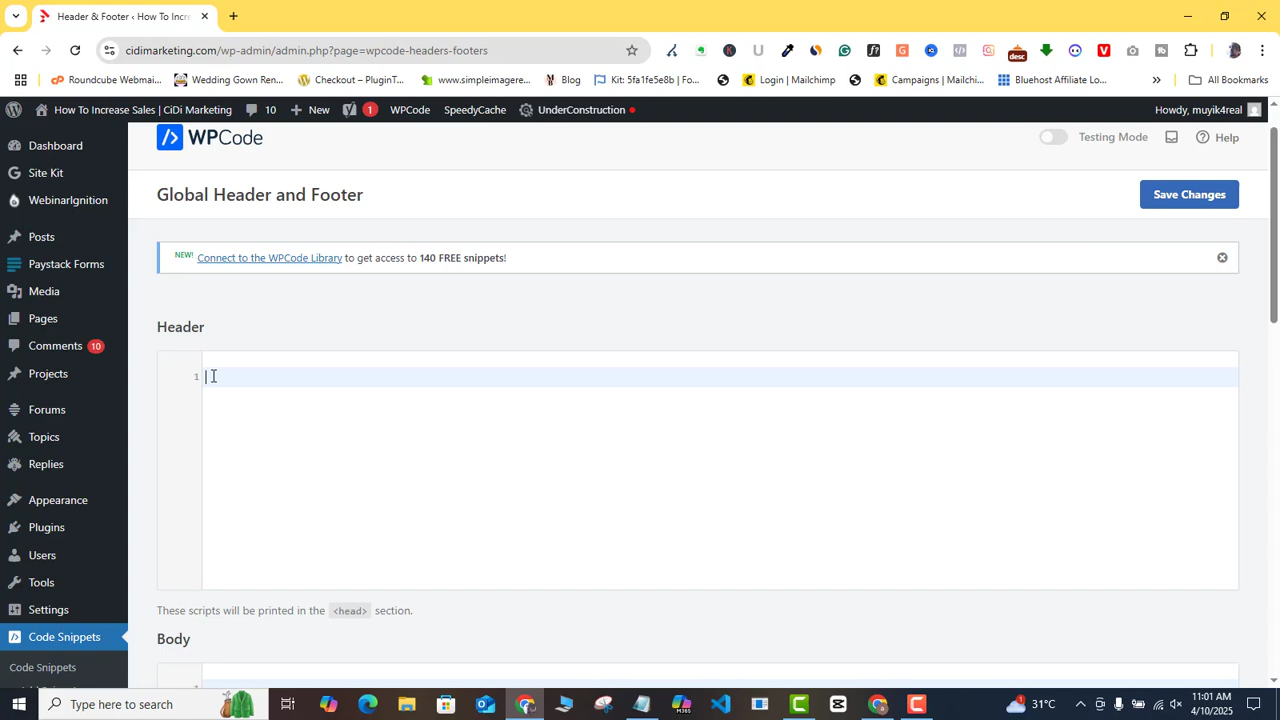 Header & Footer ‹ How To Incre
cidimarketing.com/wp-admin/admin.php?page=wpcode-headers-footers
Roundcube Webmai...
Wedding Gown Ren...
Checkout – PluginT...
www.simpleimagere...
Blog
Kit: 5fa1fe5e8b | Fo...
Login | Mailchimp
Campaigns | Mailchi...
Bluehost Affiliate Lo...
All Bookmarks
How To Increase Sales | CiDi Marketing
10
New
1
WPCode
SpeedyCache
UnderConstruction
Howdy, muyik4real
Dashboard
Site Kit
WebinarIgnition
Posts
Paystack Forms
Media
Pages
Comments 10
Projects
Forums
Topics
Replies
Appearance
Plugins
Users
Tools
Settings
Code Snippets
Code Snippets
WPCode
Testing Mode
Help
Global Header and Footer
Save Changes
NEW! Connect to the WPCode Library to get access to 140 FREE snippets!
Header
1
These scripts will be printed in the <head> section.
Body
Type here to search
31°C
11:01 AM
4/10/2025